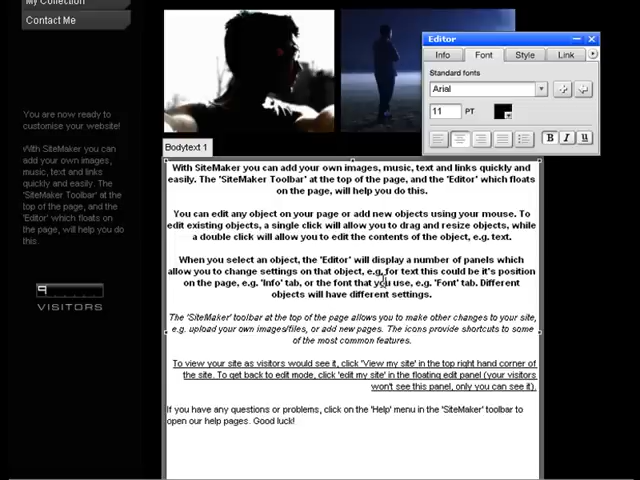 My Collection
Contact Me
Editor
Info
Font
Style
Link
Standard fonts
Arial
11
PT
B
I
U
You are now ready to
customise your website!
With SiteMaker you can
add your own images,
music, text and links
quickly and easily. The
'SiteMaker Toolbar' at the
top of the page, and the
'Editor' which floats on the
page, will help you do
this.
9
VISITORS
Bodytext 1
With SiteMaker you can add your own images, music, text and links quickly and
easily. The 'SiteMaker Toolbar' at the top of the page, and the 'Editor' which floats
on the page, will help you do this.
You can edit any object on your page or add new objects using your mouse. To
edit existing objects, a single click will allow you to drag and resize objects, while
a double click will allow you to edit the contents of the object, e.g. text.
When you select an object, the 'Editor' will display a number of panels which
allow you to change settings on that object, e.g. for text this could be it's position
on the page, e.g. 'Info' tab, or the font that you use, e.g. 'Font' tab. Different
objects will have different settings.
The 'SiteMaker' toolbar at the top of the page allows you to make other changes to your site,
e.g. upload your own images/files, or add new pages. The icons provide shortcuts to some
of the most common features.
To view your site as visitors would see it, click 'View my site' in the top right hand corner of
the site. To get back to edit mode, click 'edit my site' in the floating edit panel (your visitors
won't see this panel, only you can see it).
If you have any questions or problems, click on the 'Help' menu in the 'SiteMaker' toolbar to
open our help pages. Good luck!